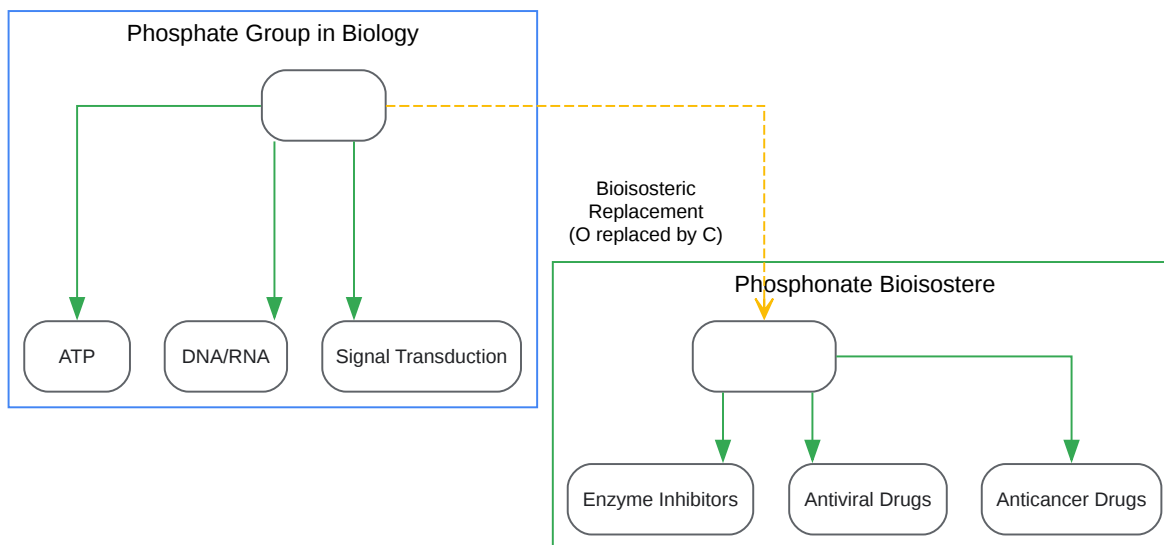 Phosphate Group in Biology
Bioisosteric
Replacement
(O replaced by C)
Phosphonate Bioisostere
ATP
DNA/RNA
Signal Transduction
Enzyme Inhibitors
Antiviral Drugs
Anticancer Drugs